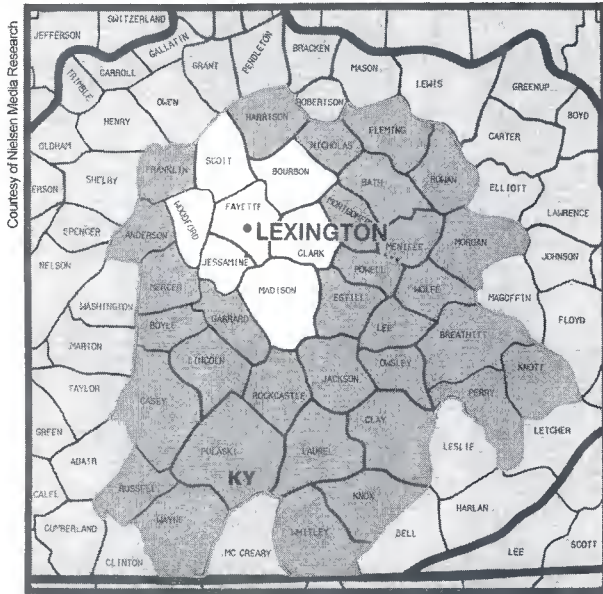 Courtesy of Nielsen Media Research
SWITZERLAND
JEFFERSON
GALLATIN
PENDLETON
BRACKEN
MASON
CARROLL
GRANT
TRIMBLE
LEWIS
GREENUP
OWEN
ROBERTSON
HENRY
HARRISON
BOYD
FLEMING
CARTER
OLDHAM
NICHOLAS
SCOTT
FRANKLIN
BOURBON
SHELBY
BATH
ROWAN
ELLIOTT
WOODFORD
FAYETTE
MONTGOMERY
LAWRENCE
SPENCER
ANDERSON
LEXINGTON
MENIFEE
MORGAN
CLARK
JOHNSON
NELSON
JESSAMINE
POWELL
MERCER
MADISON
WOLFE
MAGOFFIN
WASHINGTON
ESTILL
FLOYD
BOYLE
GARRARD
LEE
BREATHITT
MARION
LINCOLN
OWSLEY
KNOTT
JACKSON
TAYLOR
CASEY
ROCKCASTLE
PERRY
CLAY
LETCHER
GREEN
LESLIE
PULASKI
LAUREL
ADAIR
KY
RUSSELL
KNOX
HARLAN
WAYNE
CUMBERLAND
WHITLEY
BELL
SCOTT
LEE
MC CREARY
CLINTON